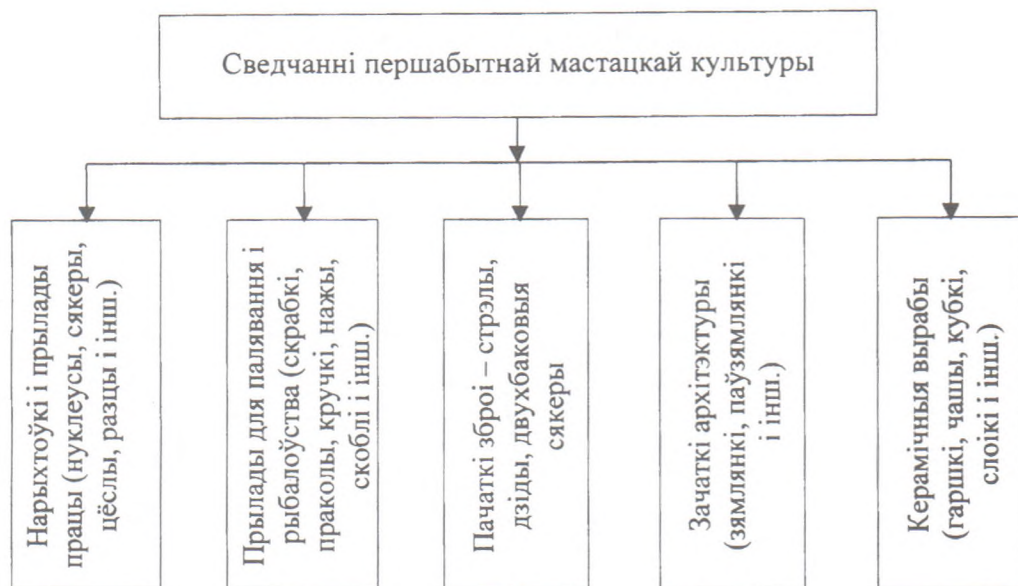 Сведчанні першабытнай мастацкай культуры
Нарыхтоўкі і прылады
працы (нуклеусы, сякеры,
цёслы, разцы і інш.)
Прылады для палявання і
рыбалоўства (скрабкі,
праколы, кручкі, нажы,
скоблі і інш.)
Пачаткі зброі – стрэлы,
дзіды, двухбаковыя
сякеры
Зачаткі архітэктуры
(зямлянкі, паўзямлянкі
і інш.)
Керамічныя вырабы
(гаршкі, чашы, кубкі,
слоікі і інш.)